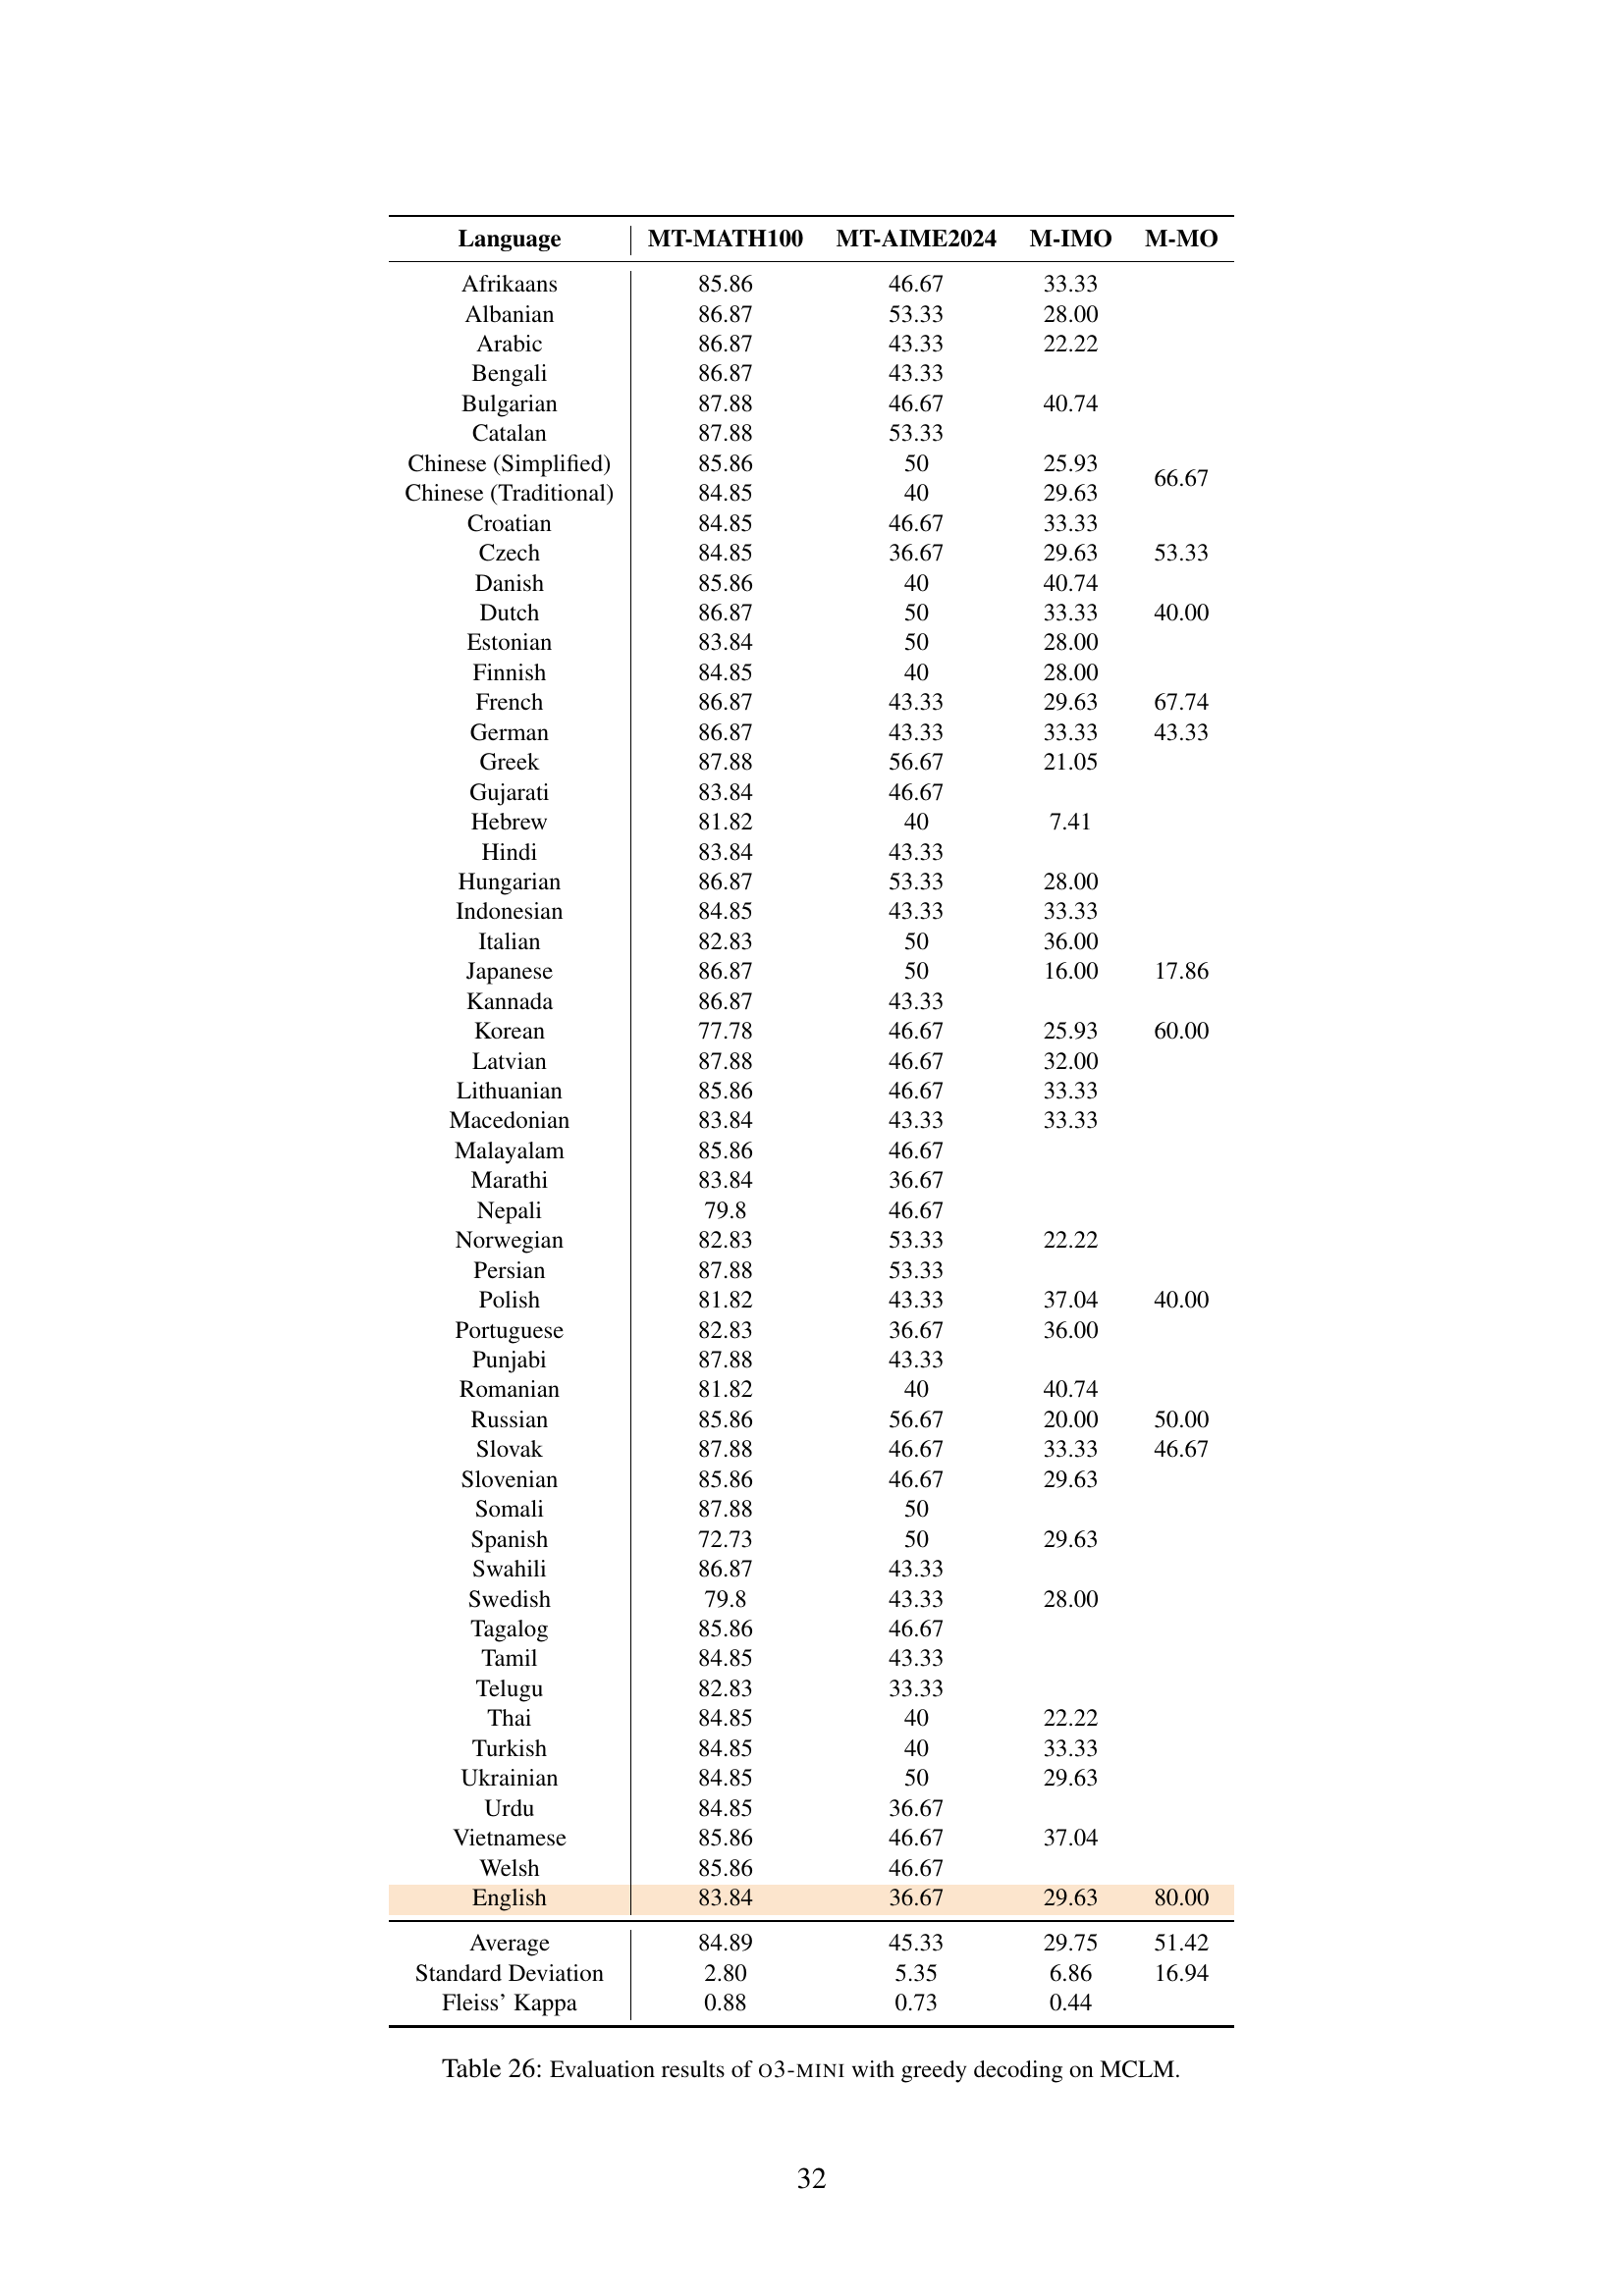 Language MT-MATH100 MT-AIME2024 M-IMO M-MO
Afrikaans 85.86 46.67 33.33
Albanian 86.87 53.33 28.00
Arabic 86.87 43.33 22.22
Bengali 86.87 43.33
Bulgarian 87.88 46.67 40.74
Catalan 87.88 53.33
Chinese (Simplified) 85.86 50 25.93
66.67
Chinese (Traditional) 84.85 40 29.63
Croatian 84.85 46.67 33.33
Czech 84.85 36.67 29.63 53.33
Danish 85.86 40 40.74
Dutch 86.87 50 33.33 40.00
Estonian 83.84 50 28.00
Finnish 84.85 40 28.00
French 86.87 43.33 29.63 67.74
German 86.87 43.33 33.33 43.33
Greek 87.88 56.67 21.05
Gujarati 83.84 46.67
Hebrew 81.82 40 7.41
Hindi 83.84 43.33
Hungarian 86.87 53.33 28.00
Indonesian 84.85 43.33 33.33
Italian 82.83 50 36.00
Japanese 86.87 50 16.00 17.86
Kannada 86.87 43.33
Korean 77.78 46.67 25.93 60.00
Latvian 87.88 46.67 32.00
Lithuanian 85.86 46.67 33.33
Macedonian 83.84 43.33 33.33
Malayalam 85.86 46.67
Marathi 83.84 36.67
Nepali 79.8 46.67
Norwegian 82.83 53.33 22.22
Persian 87.88 53.33
Polish 81.82 43.33 37.04 40.00
Portuguese 82.83 36.67 36.00
Punjabi 87.88 43.33
Romanian 81.82 40 40.74
Russian 85.86 56.67 20.00 50.00
Slovak 87.88 46.67 33.33 46.67
Slovenian 85.86 46.67 29.63
Somali 87.88 50
Spanish 72.73 50 29.63
Swahili 86.87 43.33
Swedish 79.8 43.33 28.00
Tagalog 85.86 46.67
Tamil 84.85 43.33
Telugu 82.83 33.33
Thai 84.85 40 22.22
Turkish 84.85 40 33.33
Ukrainian 84.85 50 29.63
Urdu 84.85 36.67
Vietnamese 85.86 46.67 37.04
Welsh 85.86 46.67
English 83.84 36.67 29.63 80.00
Average 84.89 45.33 29.75 51.42
Standard Deviation 2.80 5.35 6.86 16.94
Fleiss’ Kappa 0.88 0.73 0.44
Table 26: Evaluation results of O3-MINI with greedy decoding on MCLM.
32